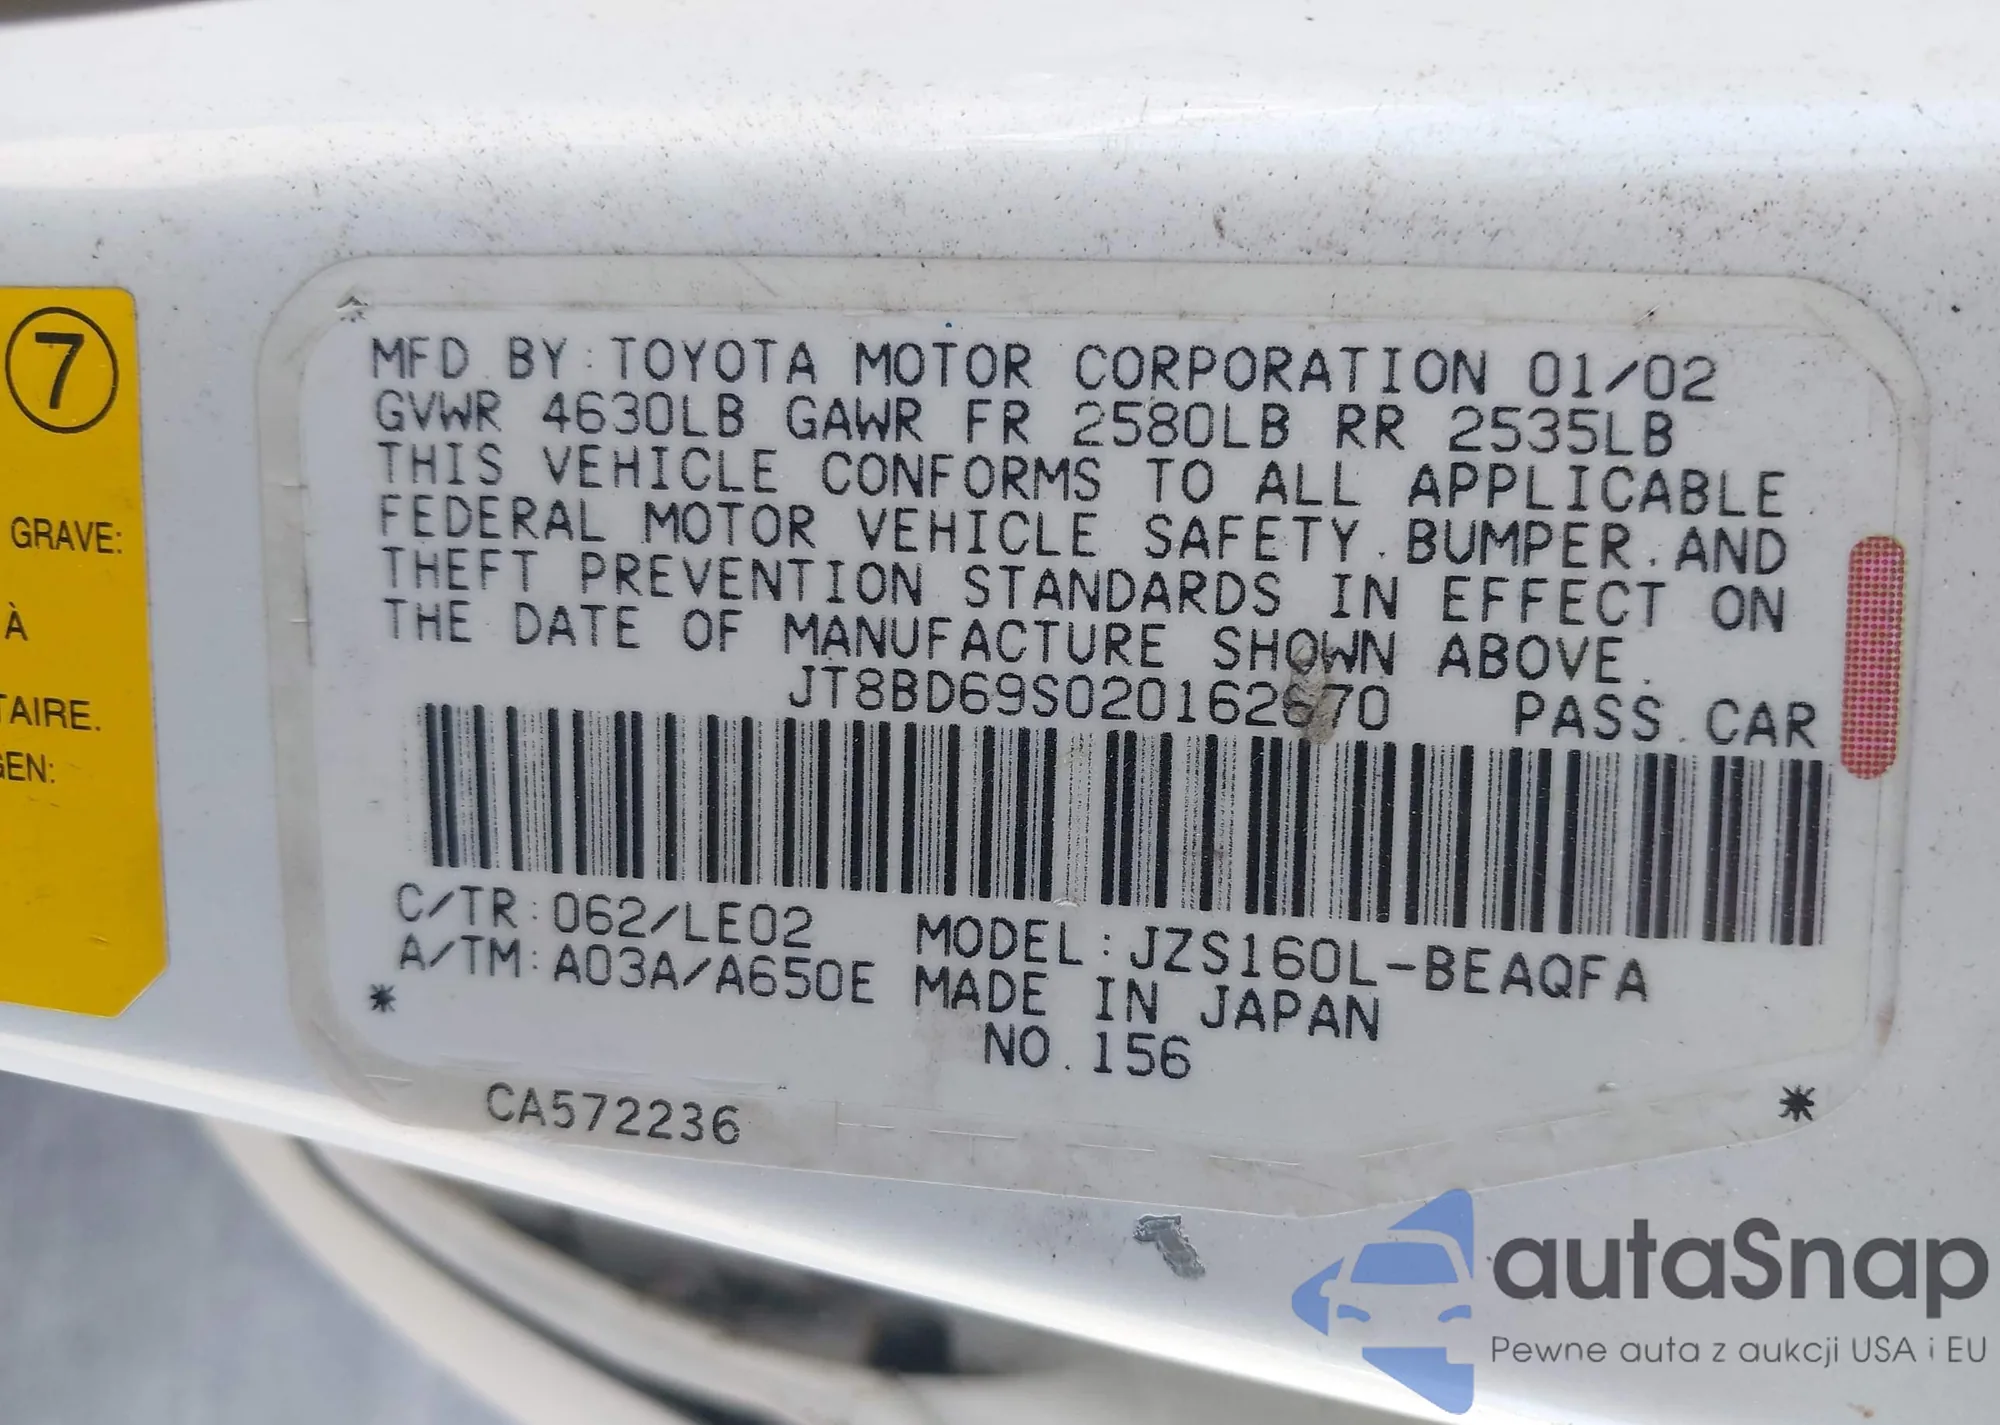 7
GRAVE:
À
TAIRE.
GEN:
MFD BY:TOYOTA MOTOR CORPORATION 01/02
GVWR 4630LB GAWR FR 2580LB RR 2535LB
THIS VEHICLE CONFORMS TO ALL APPLICABLE
FEDERAL MOTOR VEHICLE SAFETY.BUMPER.AND
THEFT PREVENTION STANDARDS IN EFFECT ON
THE DATE OF MANUFACTURE SHOWN ABOVE.
JT8BD69S020162670 PASS.CAR
C/TR:062/LE02 MODEL:JZS160L-BEAQFA
A/TM:A03A/A650E MADE IN JAPAN
NO.156
CA572236
autaSnap
Pewne auta z aukcji USA i EU